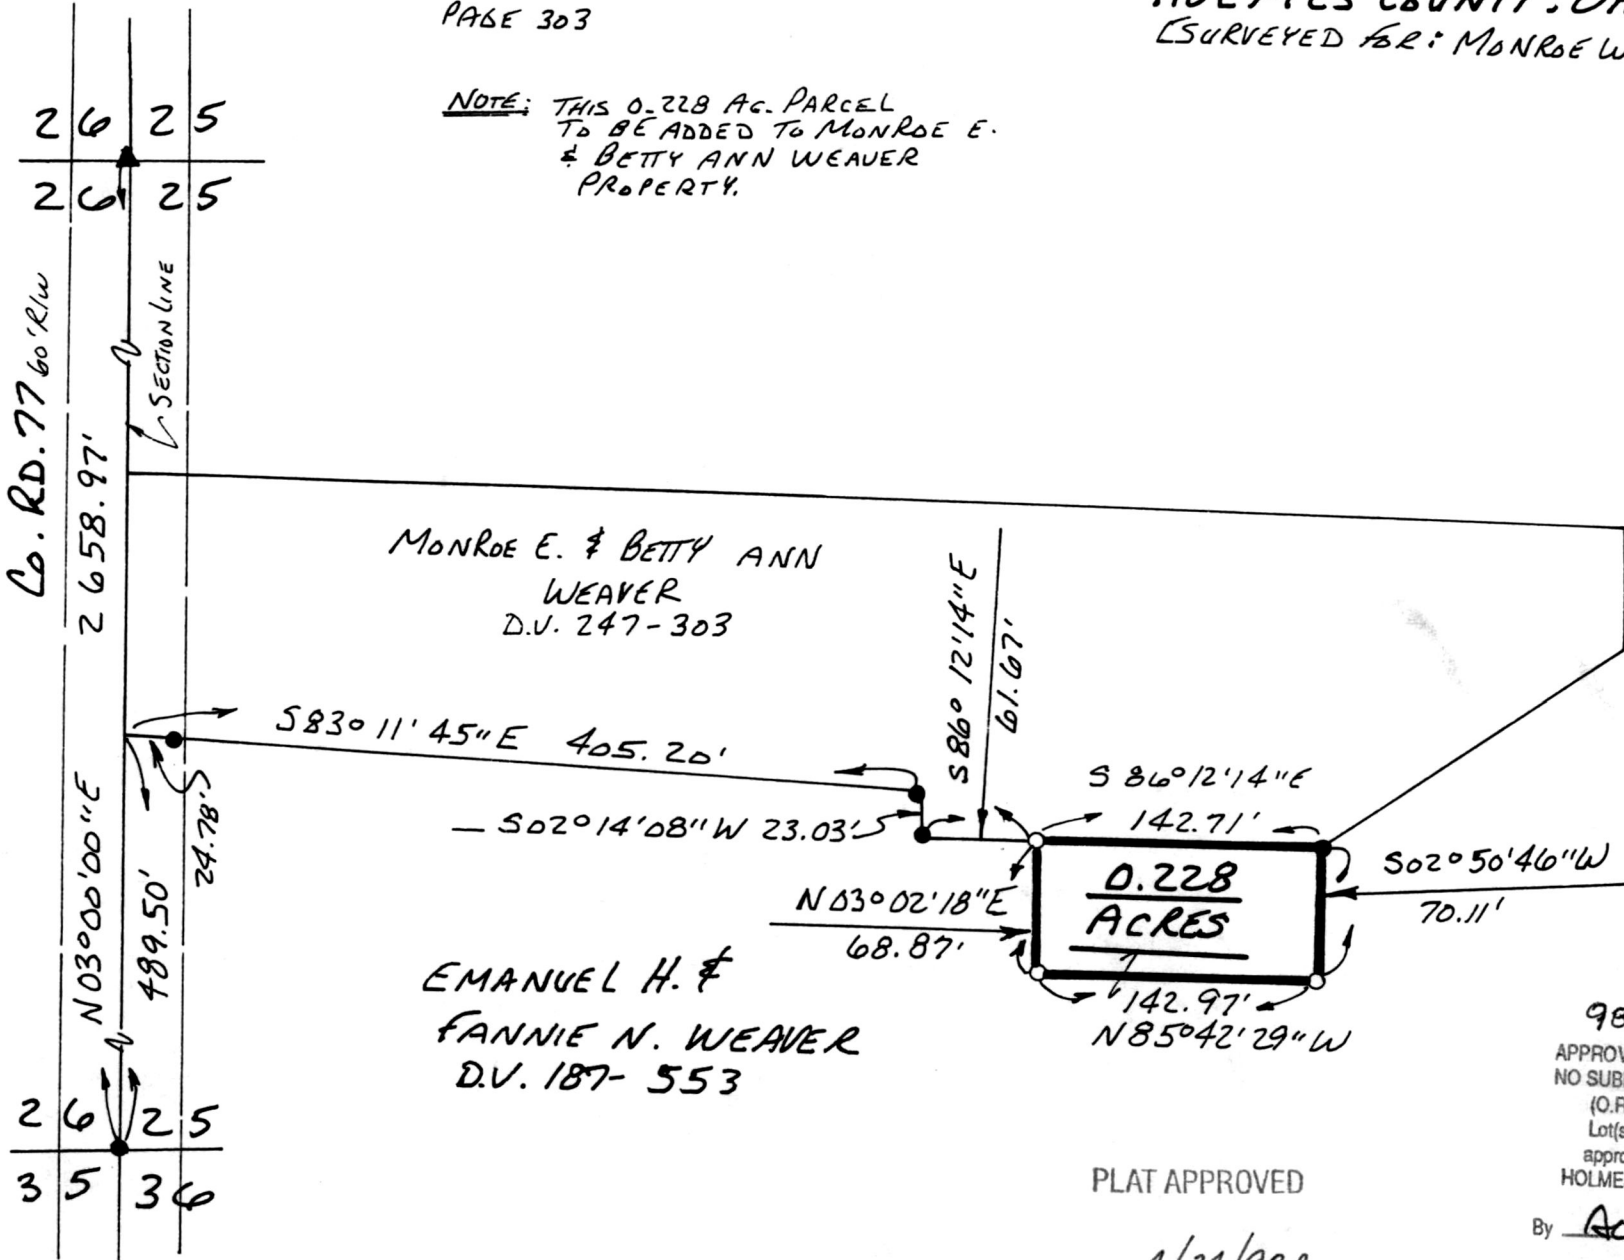 PAGE 303
[SURVEYED FOR: MONROE W
NOTE: THIS 0.228 AC. PARCEL
TO BE ADDED TO MONROE E.
& BETTY ANN WEAVER
PROPERTY.
26 25
26 25
CO. RD. 77 60' R/W
SECTION LINE
2658.97'
N03°00'00"E
MONROE E. & BETTY ANN
WEAVER
D.V. 247-303
S86°12'14"E
61.67'
S83°11'45"E 405.20'
24.78'
489.50'
S02°14'08"W 23.03'
S86°12'14"E
142.71'
0.228
ACRES
S02°50'46"W
70.11'
N03°02'18"E
68.87'
142.97'
N85°42'29"W
EMANUEL H. &
FANNIE N. WEAVER
D.V. 187-553
26 25
35 36
PLAT APPROVED
98
APPROV
NO SUB
(O.R
Lot(s
appro
HOLME
By